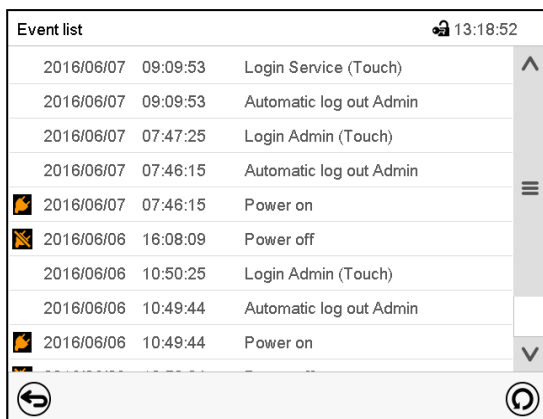 Event list 13:18:52
2016/06/07 09:09:53 Login Service (Touch)
2016/06/07 09:09:53 Automatic log out Admin
2016/06/07 07:47:25 Login Admin (Touch)
2016/06/07 07:46:15 Automatic log out Admin
2016/06/07 07:46:15 Power on
2016/06/06 16:08:09 Power off
2016/06/06 10:50:25 Login Admin (Touch)
2016/06/06 10:49:44 Automatic log out Admin
2016/06/06 10:49:44 Power on